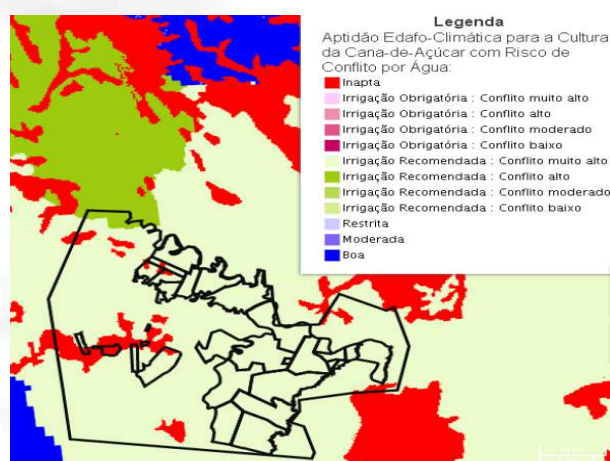 Legenda
Aptidão Edafo-Climática para a Cultura
da Cana-de-Açúcar com Risco de
Conflito por Água:
Inapta
Irrigação Obrigatória : Conflito muito alto
Irrigação Obrigatória : Conflito alto
Irrigação Obrigatória : Conflito moderado
Irrigação Obrigatória : Conflito baixo
Irrigação Recomendada : Conflito muito alto
Irrigação Recomendada : Conflito alto
Irrigação Recomendada : Conflito moderado
Irrigação Recomendada : Conflito baixo
Restrita
Moderada
Boa